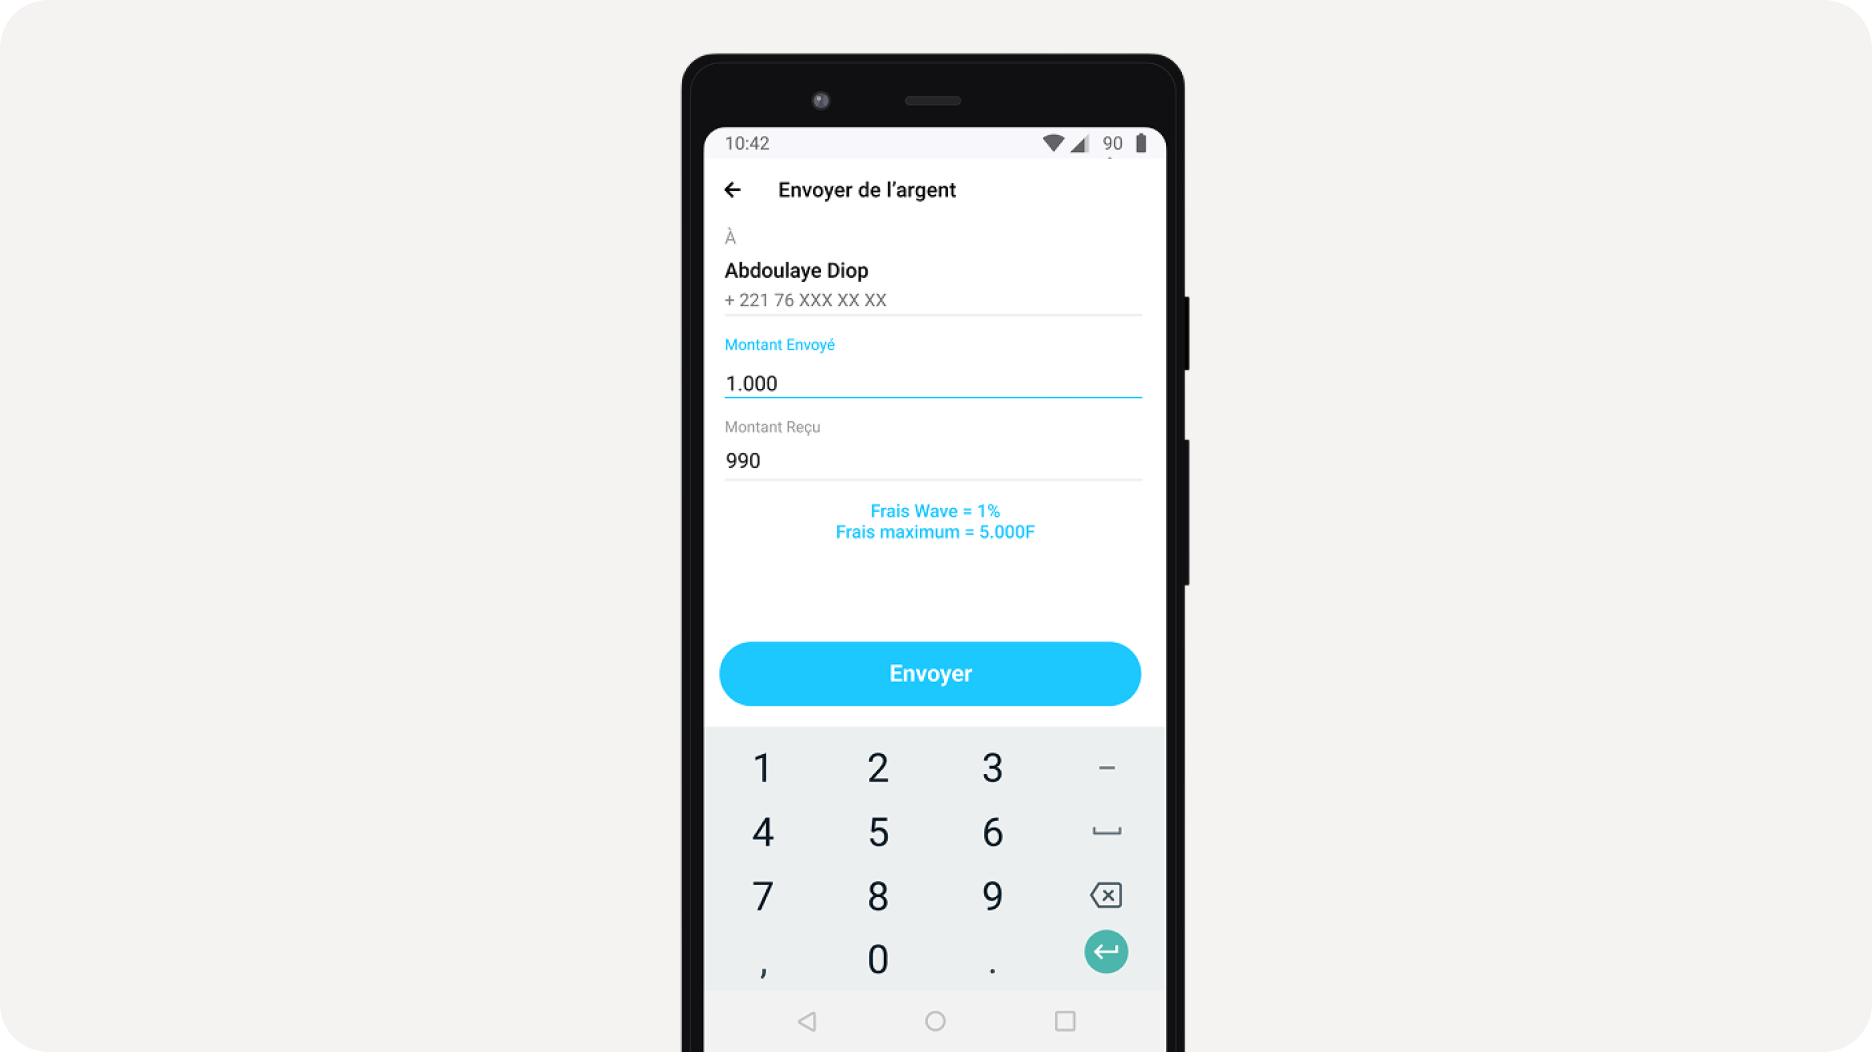 10:42
90
Envoyer de l’argent
À
Abdoulaye Diop
+ 221 76 XXX XX XX
Montant Envoyé
1.000
Montant Reçu
990
Frais Wave = 1%
Frais maximum = 5.000F
Envoyer
1 2 3 –
4 5 6
7 8 9
, 0 .